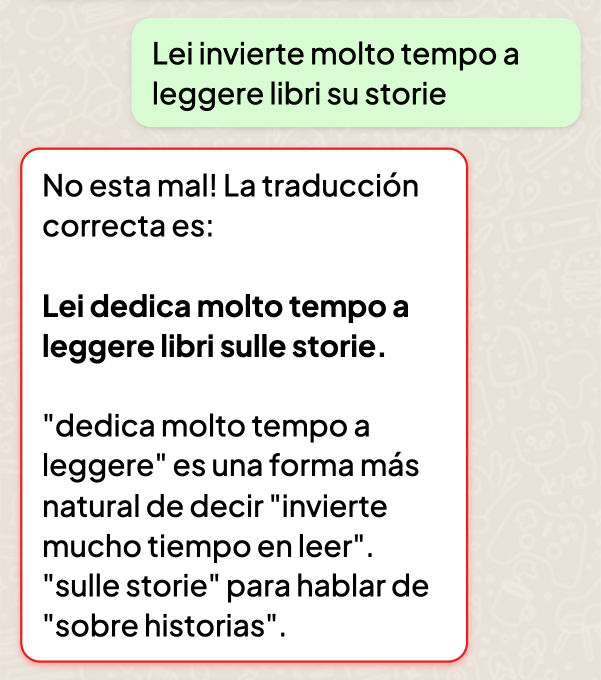 Lei invierte molto tempo a
leggere libri su storie
No esta mal! La traducción
correcta es:
Lei dedica molto tempo a
leggere libri sulle storie.
"dedica molto tempo a
leggere" es una forma más
natural de decir "invierte
mucho tiempo en leer".
"sulle storie" para hablar de
"sobre historias".